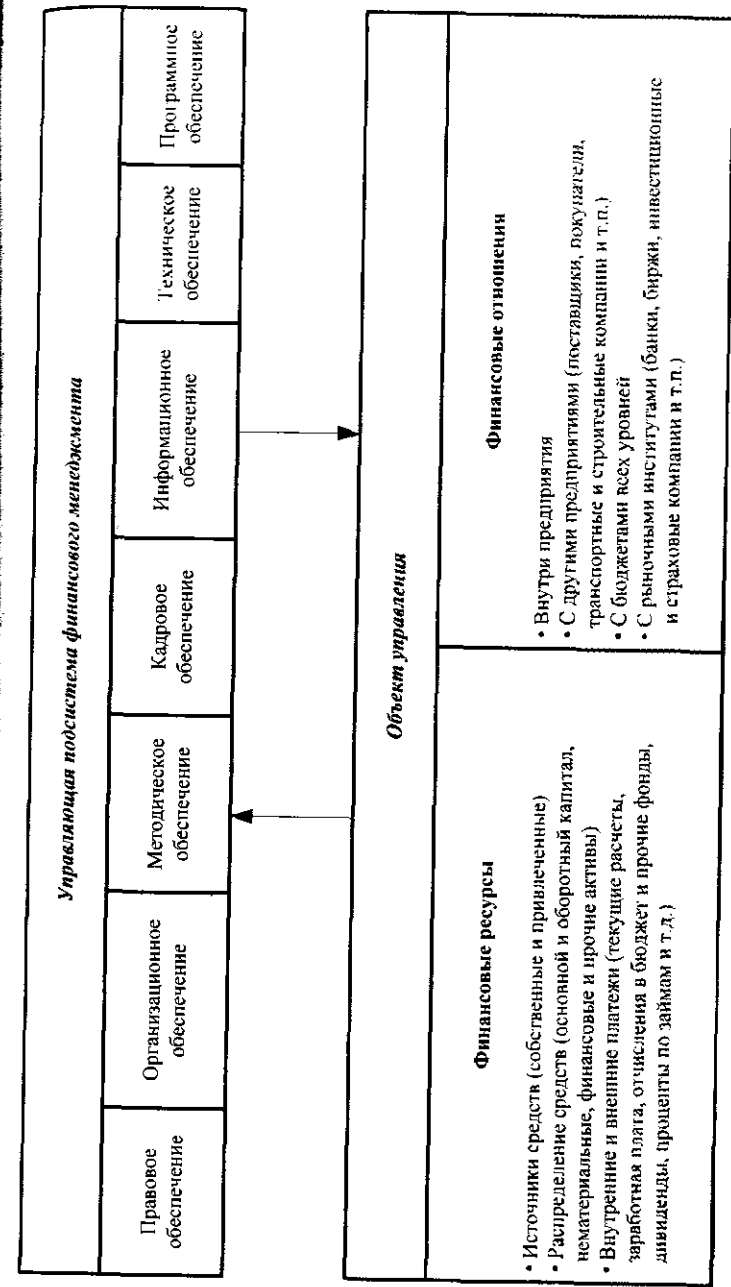 Управляющая подсистема финансового менеджмента
Правовое
обеспечение
Организационное
обеспечение
Методическое
обеспечение
Кадровое
обеспечение
Информационное
обеспечение
Техническое
обеспечение
Программное
обеспечение
Объект управления
Финансовые ресурсы
• Источники средств (собственные и привлеченные)
• Распределение средств (основной и оборотный капитал,
нематериальные, финансовые и прочие активы)
• Внутренние и внешние платежи (текущие расчеты,
заработная плата, отчисления в бюджет и прочие фонды,
дивиденды, проценты по займам и т.д.)
Финансовые отношения
• Внутри предприятия
• С другими предприятиями (поставщики, покупатели,
транспортные и строительные компании и т.п.)
• С бюджетами всех уровней
• С рыночными институтами (банки, биржи, инвестиционные
и страховые компании и т.п.)